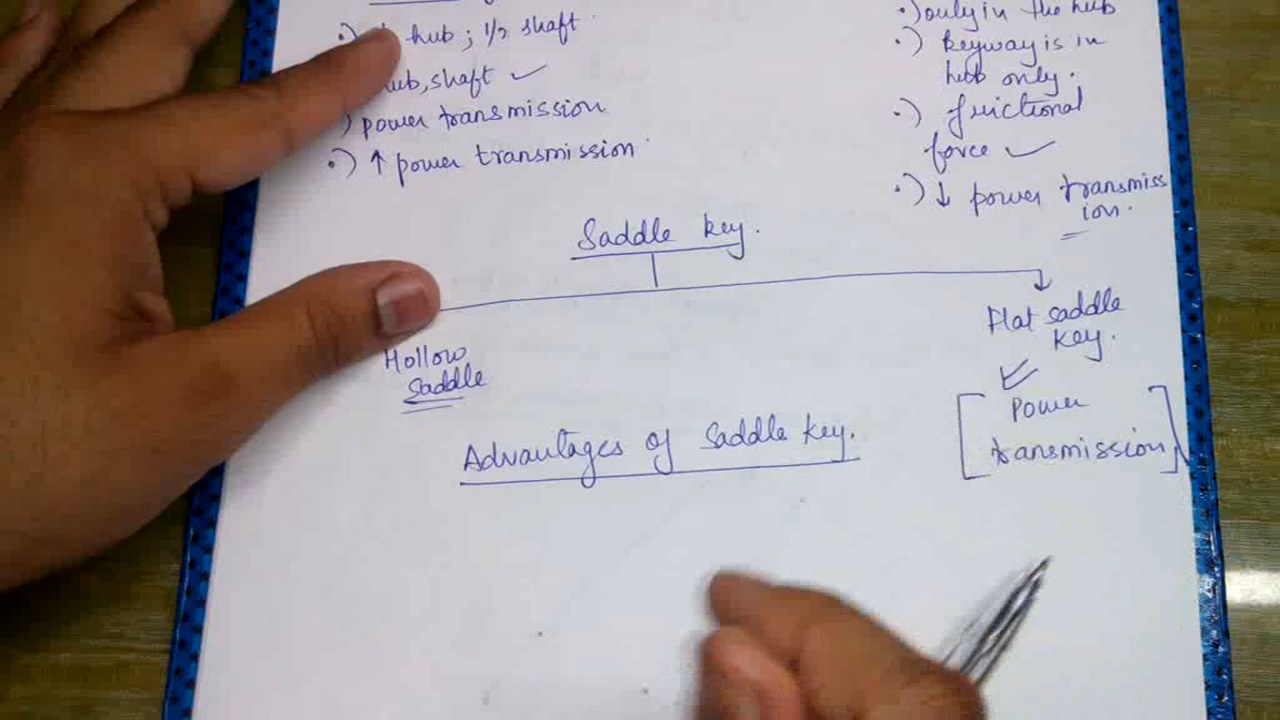 hub ; 1/2 shaft
hub, shaft ✓
·) power transmission
·) ↑ power transmission
·) only in the hub
·) keyway is in
hub only.
·) frictional
force ✓
·) ↓ power transmiss
ion.
Saddle key.
Hollow
Saddle
Flat saddle
key.
Power
transmission
Advantages of Saddle key.